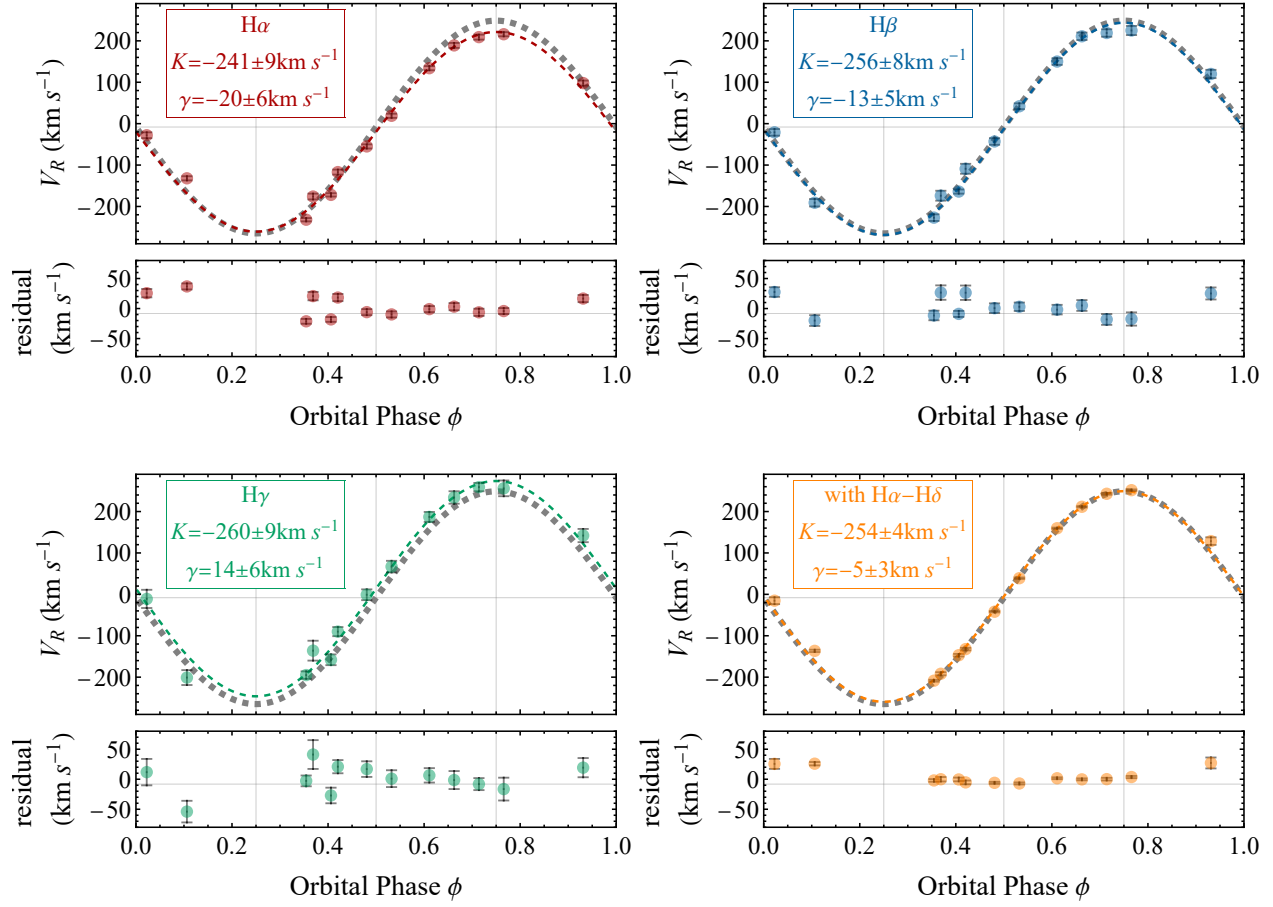 Hα
K=−241±9km s⁻¹
γ=−20±6km s⁻¹
V_R (km s⁻¹)
200
100
0
−100
−200
residual
(km s⁻¹)
50
0
−50
0.0 0.2 0.4 0.6 0.8 1.0
Orbital Phase ϕ
Hβ
K=−256±8km s⁻¹
γ=−13±5km s⁻¹
V_R (km s⁻¹)
200
100
0
−100
−200
residual
(km s⁻¹)
50
0
−50
0.0 0.2 0.4 0.6 0.8 1.0
Orbital Phase ϕ
Hγ
K=−260±9km s⁻¹
γ=14±6km s⁻¹
V_R (km s⁻¹)
200
100
0
−100
−200
residual
(km s⁻¹)
50
0
−50
0.0 0.2 0.4 0.6 0.8 1.0
Orbital Phase ϕ
with Hα−Hδ
K=−254±4km s⁻¹
γ=−5±3km s⁻¹
V_R (km s⁻¹)
200
100
0
−100
−200
residual
(km s⁻¹)
50
0
−50
0.0 0.2 0.4 0.6 0.8 1.0
Orbital Phase ϕ